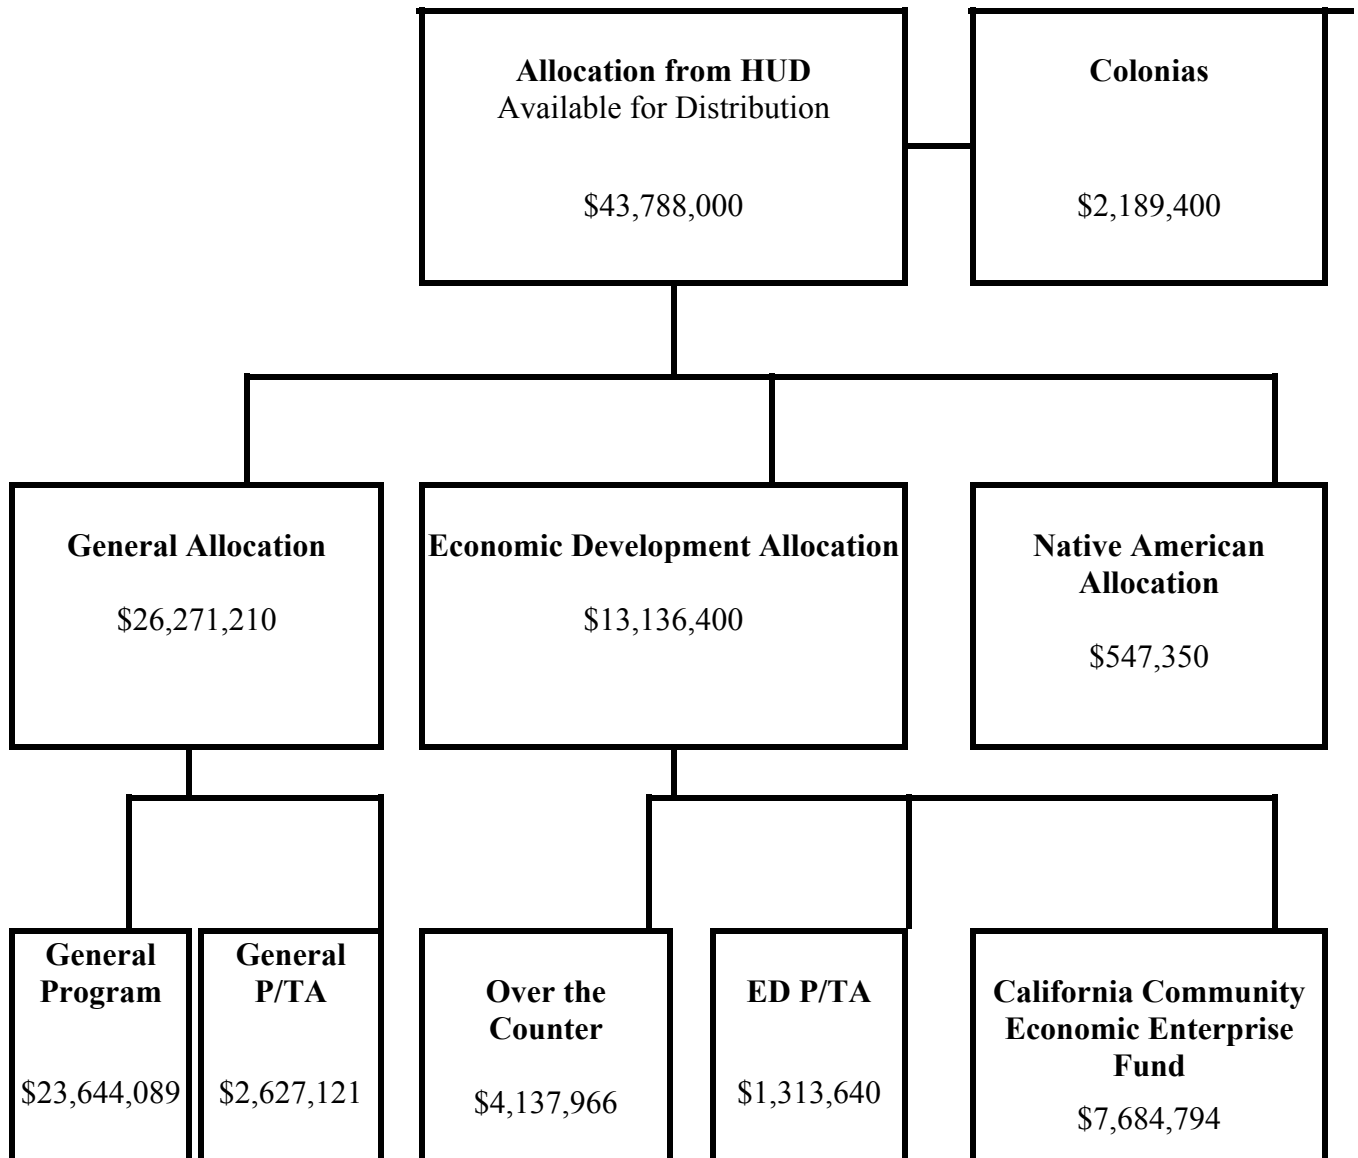 Allocation from HUD
Available for Distribution
$43,788,000
Colonias
$2,189,400
General Allocation
$26,271,210
Economic Development Allocation
$13,136,400
Native American
Allocation
$547,350
General
Program
$23,644,089
General
P/TA
$2,627,121
Over the
Counter
$4,137,966
ED P/TA
$1,313,640
California Community
Economic Enterprise
Fund
$7,684,794